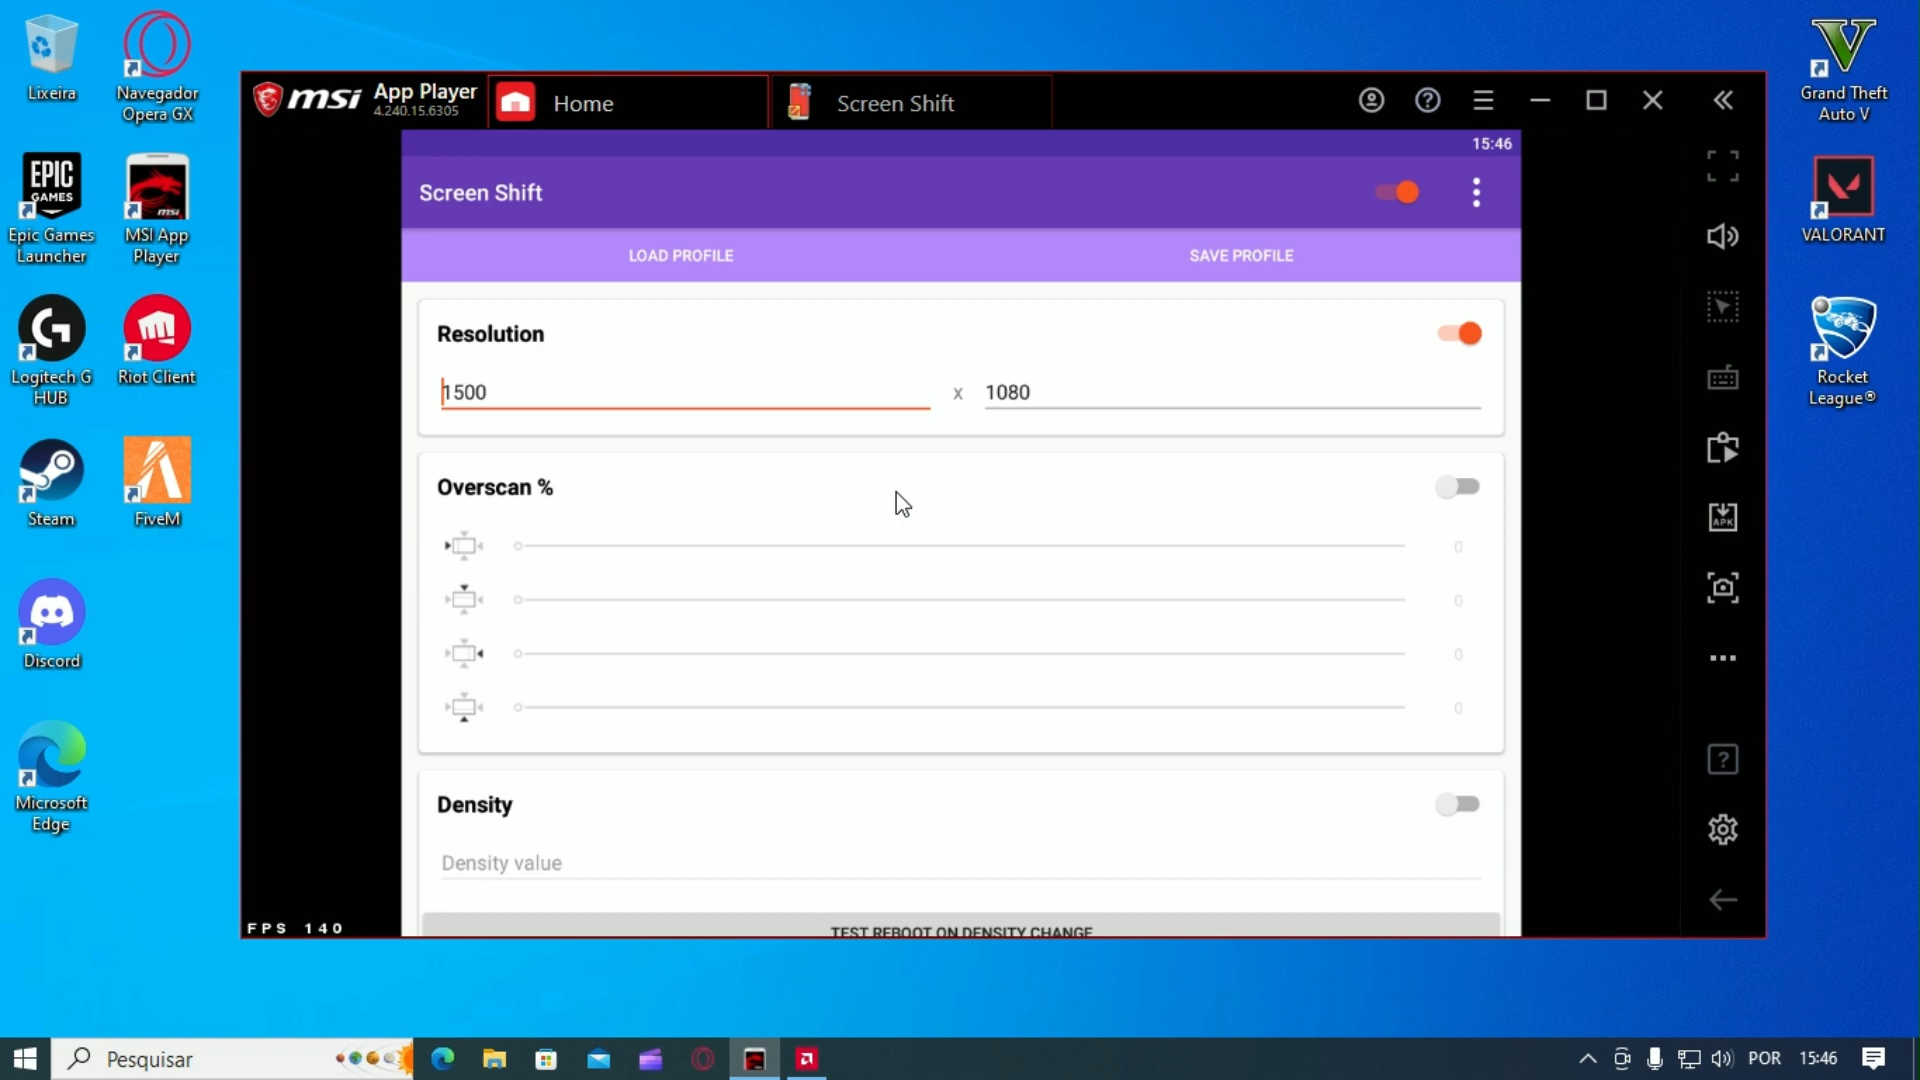 Lixeira
Navegador
Opera GX
EPIC
GAMES
Epic Games
Launcher
msi
MSI App
Player
Logitech G
HUB
Riot Client
Steam
FiveM
Discord
Microsoft
Edge
msi App Player
4.240.15.6305
Home
Screen Shift
15:46
Screen Shift
LOAD PROFILE
SAVE PROFILE
Resolution
1500 x 1080
Overscan %
0
0
0
0
Density
Density value
TEST REBOOT ON DENSITY CHANGE
FPS 140
APK
Grand Theft
Auto V
VALORANT
Rocket
League®
Pesquisar
POR
15:46